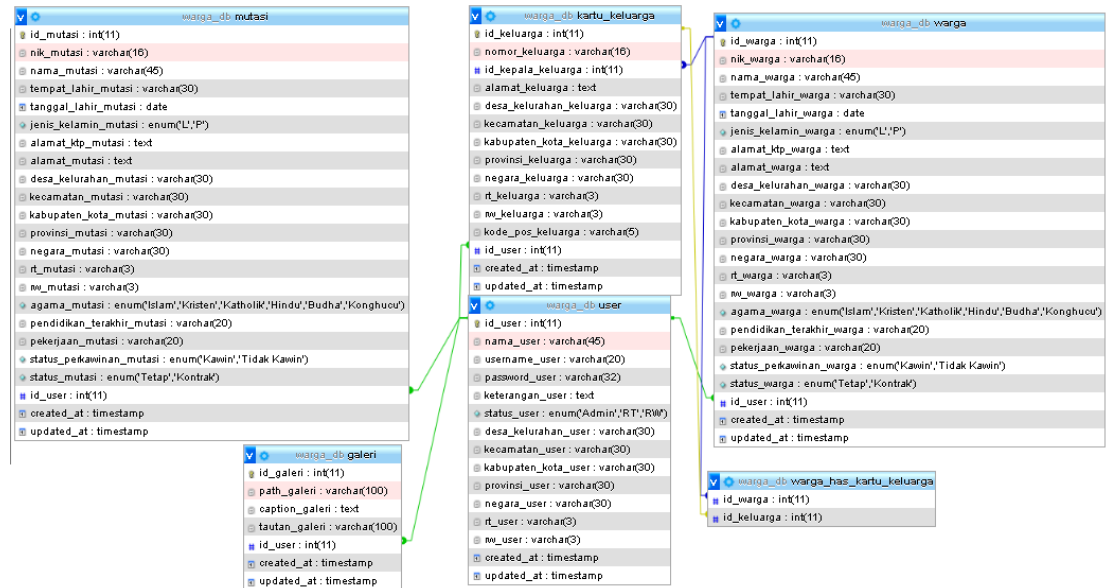 warga_db mutasi
id_mutasi : int(11)
nik_mutasi : varchar(16)
nama_mutasi : varchar(45)
tempat_lahir_mutasi : varchar(30)
tanggal_lahir_mutasi : date
jenis_kelamin_mutasi : enum('L','P')
alamat_ktp_mutasi : text
alamat_mutasi : text
desa_kelurahan_mutasi : varchar(30)
kecamatan_mutasi : varchar(30)
kabupaten_kota_mutasi : varchar(30)
provinsi_mutasi : varchar(30)
negara_mutasi : varchar(30)
rt_mutasi : varchar(3)
rw_mutasi : varchar(3)
agama_mutasi : enum('Islam','Kristen','Katholik','Hindu','Budha','Konghucu')
pendidikan_terakhir_mutasi : varchar(20)
pekerjaan_mutasi : varchar(20)
status_perkawinan_mutasi : enum('Kawin','Tidak Kawin')
status_mutasi : enum('Tetap','Kontrak')
id_user : int(11)
created_at : timestamp
updated_at : timestamp
warga_db kartu_keluarga
id_keluarga : int(11)
nomor_keluarga : varchar(16)
id_kepala_keluarga : int(11)
alamat_keluarga : text
desa_kelurahan_keluarga : varchar(30)
kecamatan_keluarga : varchar(30)
kabupaten_kota_keluarga : varchar(30)
provinsi_keluarga : varchar(30)
negara_keluarga : varchar(30)
rt_keluarga : varchar(3)
rw_keluarga : varchar(3)
kode_pos_keluarga : varchar(5)
id_user : int(11)
created_at : timestamp
updated_at : timestamp
warga_db warga
id_warga : int(11)
nik_warga : varchar(16)
nama_warga : varchar(45)
tempat_lahir_warga : varchar(30)
tanggal_lahir_warga : date
jenis_kelamin_warga : enum('L','P')
alamat_ktp_warga : text
alamat_warga : text
desa_kelurahan_warga : varchar(30)
kecamatan_warga : varchar(30)
kabupaten_kota_warga : varchar(30)
provinsi_warga : varchar(30)
negara_warga : varchar(30)
rt_warga : varchar(3)
rw_warga : varchar(3)
agama_warga : enum('Islam','Kristen','Katholik','Hindu','Budha','Konghucu')
pendidikan_terakhir_warga : varchar(20)
pekerjaan_warga : varchar(20)
status_perkawinan_warga : enum('Kawin','Tidak Kawin')
status_warga : enum('Tetap','Kontrak')
id_user : int(11)
created_at : timestamp
updated_at : timestamp
warga_db user
id_user : int(11)
nama_user : varchar(45)
username_user : varchar(20)
password_user : varchar(32)
keterangan_user : text
status_user : enum('Admin','RT','RW')
desa_kelurahan_user : varchar(30)
kecamatan_user : varchar(30)
kabupaten_kota_user : varchar(30)
provinsi_user : varchar(30)
negara_user : varchar(30)
rt_user : varchar(3)
rw_user : varchar(3)
created_at : timestamp
updated_at : timestamp
warga_db galeri
id_galeri : int(11)
path_galeri : varchar(100)
caption_galeri : text
tautan_galeri : varchar(100)
id_user : int(11)
created_at : timestamp
updated_at : timestamp
warga_db warga_has_kartu_keluarga
id_warga : int(11)
id_keluarga : int(11)